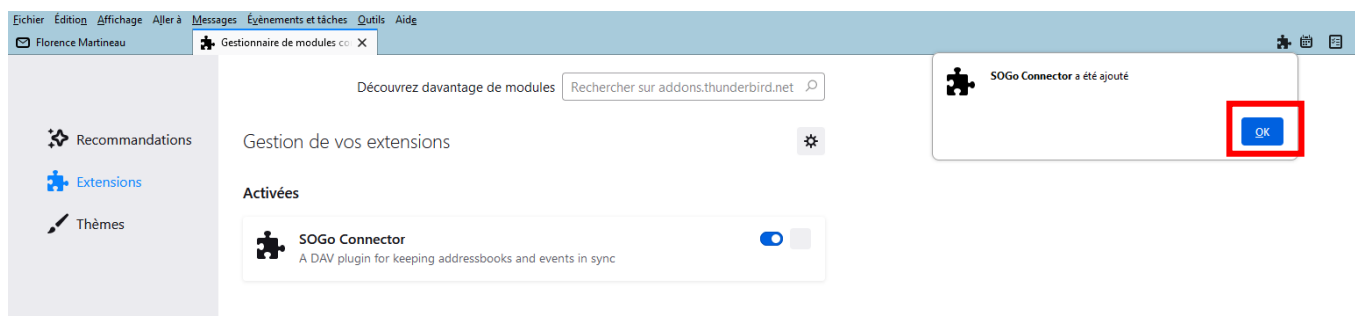 Fichier Édition Affichage Aller à Messages Évènements et tâches Outils Aide
Florence Martineau
Gestionnaire de modules co
Découvrez davantage de modules
Rechercher sur addons.thunderbird.net
SOGo Connector a été ajouté
OK
Recommandations
Extensions
Thèmes
Gestion de vos extensions
Activées
SOGo Connector
A DAV plugin for keeping addressbooks and events in sync